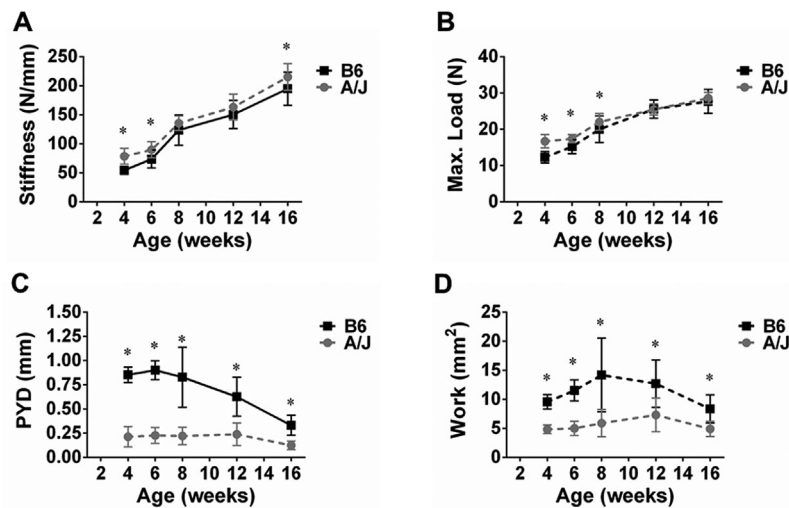 A
Stiffness (N/mm)
250
200
150
100
50
0
* * *
2 4 6 8 10 12 14 16
Age (weeks)
B6
A/J
B
Max. Load (N)
40
30
20
10
0
* * *
2 4 6 8 10 12 14 16
Age (weeks)
B6
A/J
C
PYD (mm)
1.50
1.25
1.00
0.75
0.50
0.25
0.00
* * * * *
2 4 6 8 10 12 14 16
Age (weeks)
B6
A/J
D
Work (mm²)
25
20
15
10
5
0
* * * * *
2 4 6 8 10 12 14 16
Age (weeks)
B6
A/J